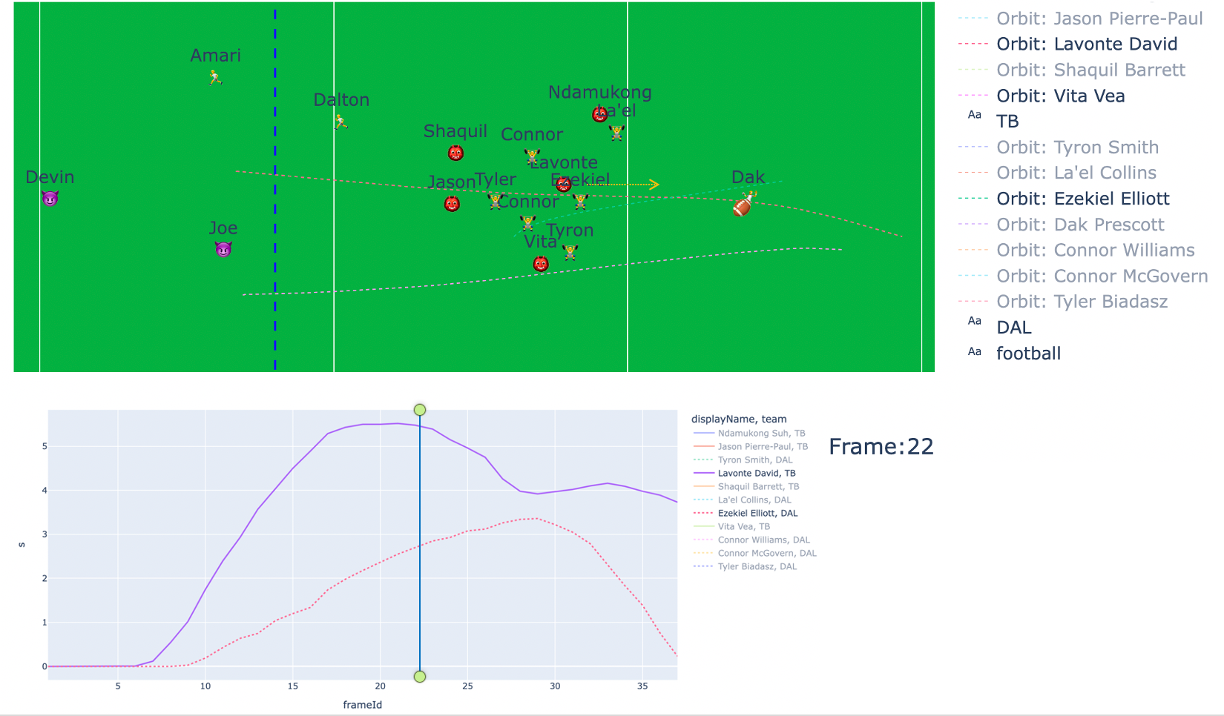 Amari
Dalton
Ndamukong
La'el
Shaquil
Connor
Lavonte
Devin
Jason
Tyler
Ezekiel
Dak
Connor
Joe
Tyron
Vita
Orbit: Jason Pierre-Paul
Orbit: Lavonte David
Orbit: Shaquil Barrett
Orbit: Vita Vea
Aa TB
Orbit: Tyron Smith
Orbit: La'el Collins
Orbit: Ezekiel Elliott
Orbit: Dak Prescott
Orbit: Connor Williams
Orbit: Connor McGovern
Orbit: Tyler Biadasz
Aa DAL
Aa football
5
4
3
2
1
0
s
5 10 15 20 25 30 35
frameId
displayName, team
Ndamukong Suh, TB
Jason Pierre-Paul, TB
Tyron Smith, DAL
Lavonte David, TB
Shaquil Barrett, TB
La'el Collins, DAL
Ezekiel Elliott, DAL
Vita Vea, TB
Connor Williams, DAL
Connor McGovern, DAL
Tyler Biadasz, DAL
Frame:22